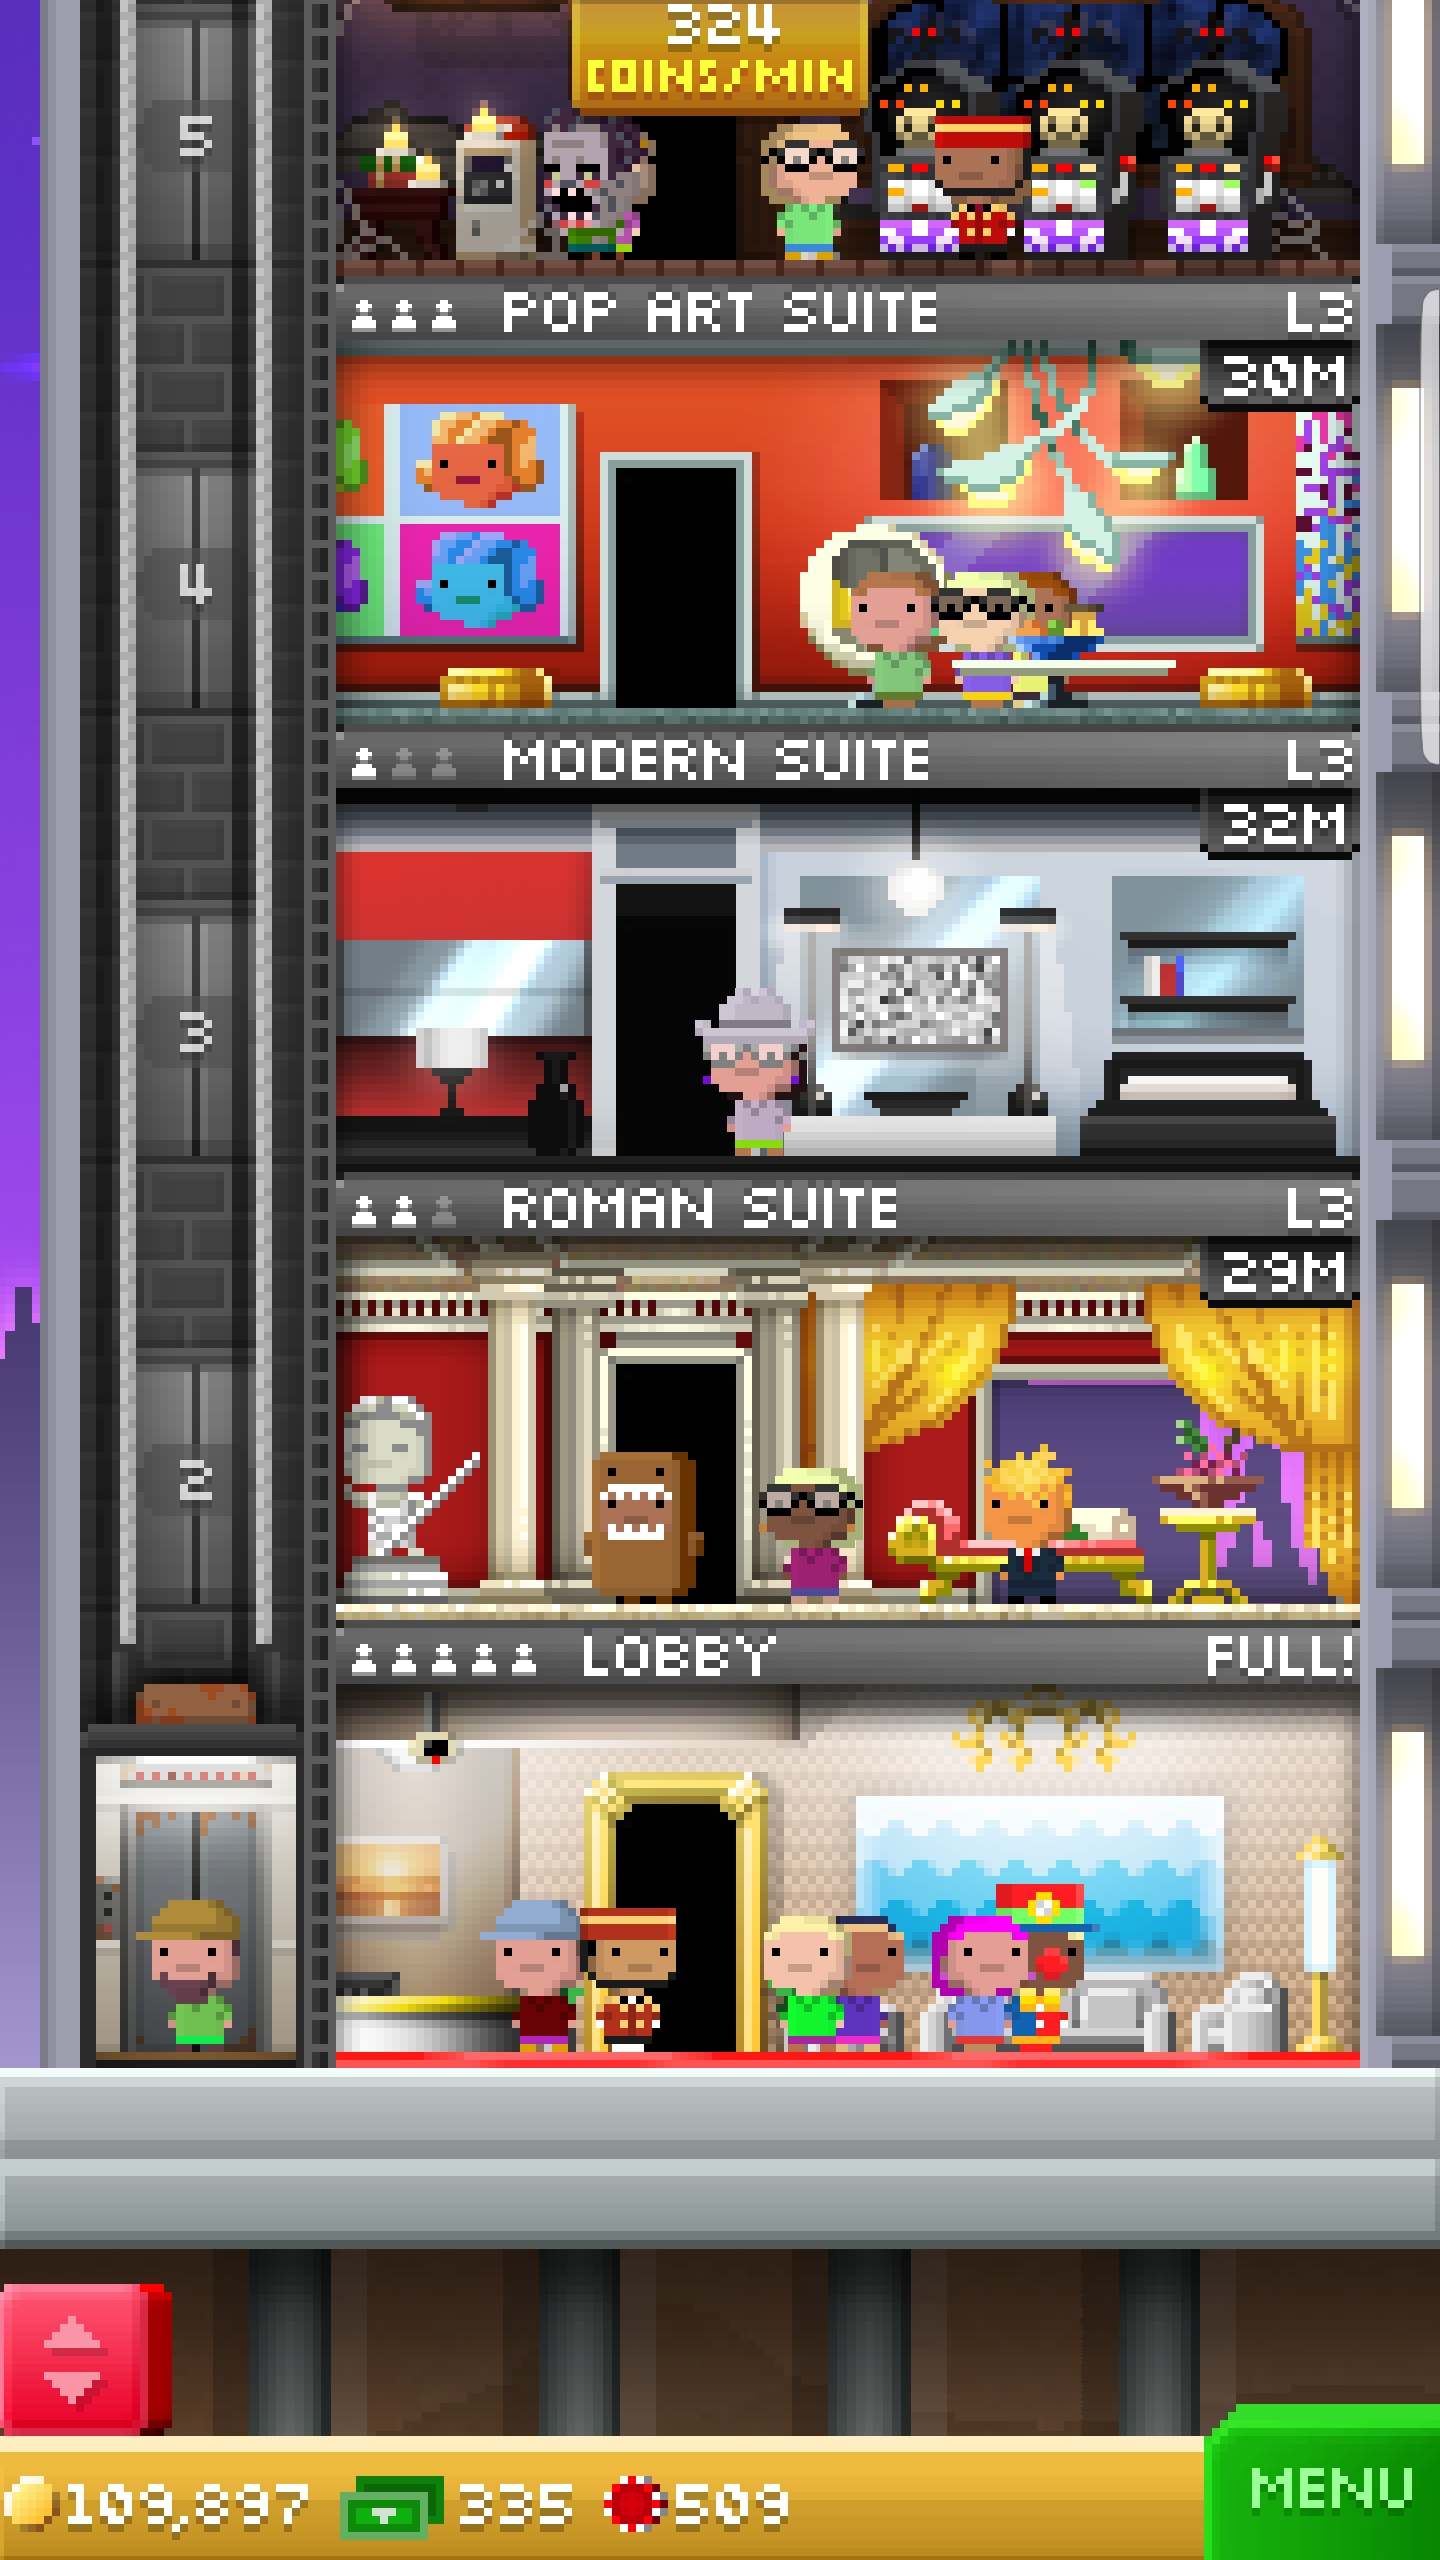 324
COINS/MIN
5
POP ART SUITE L3
30M
4
MODERN SUITE L3
32M
3
ROMAN SUITE L3
29M
2
LOBBY FULL!
109,897 335 509
MENU